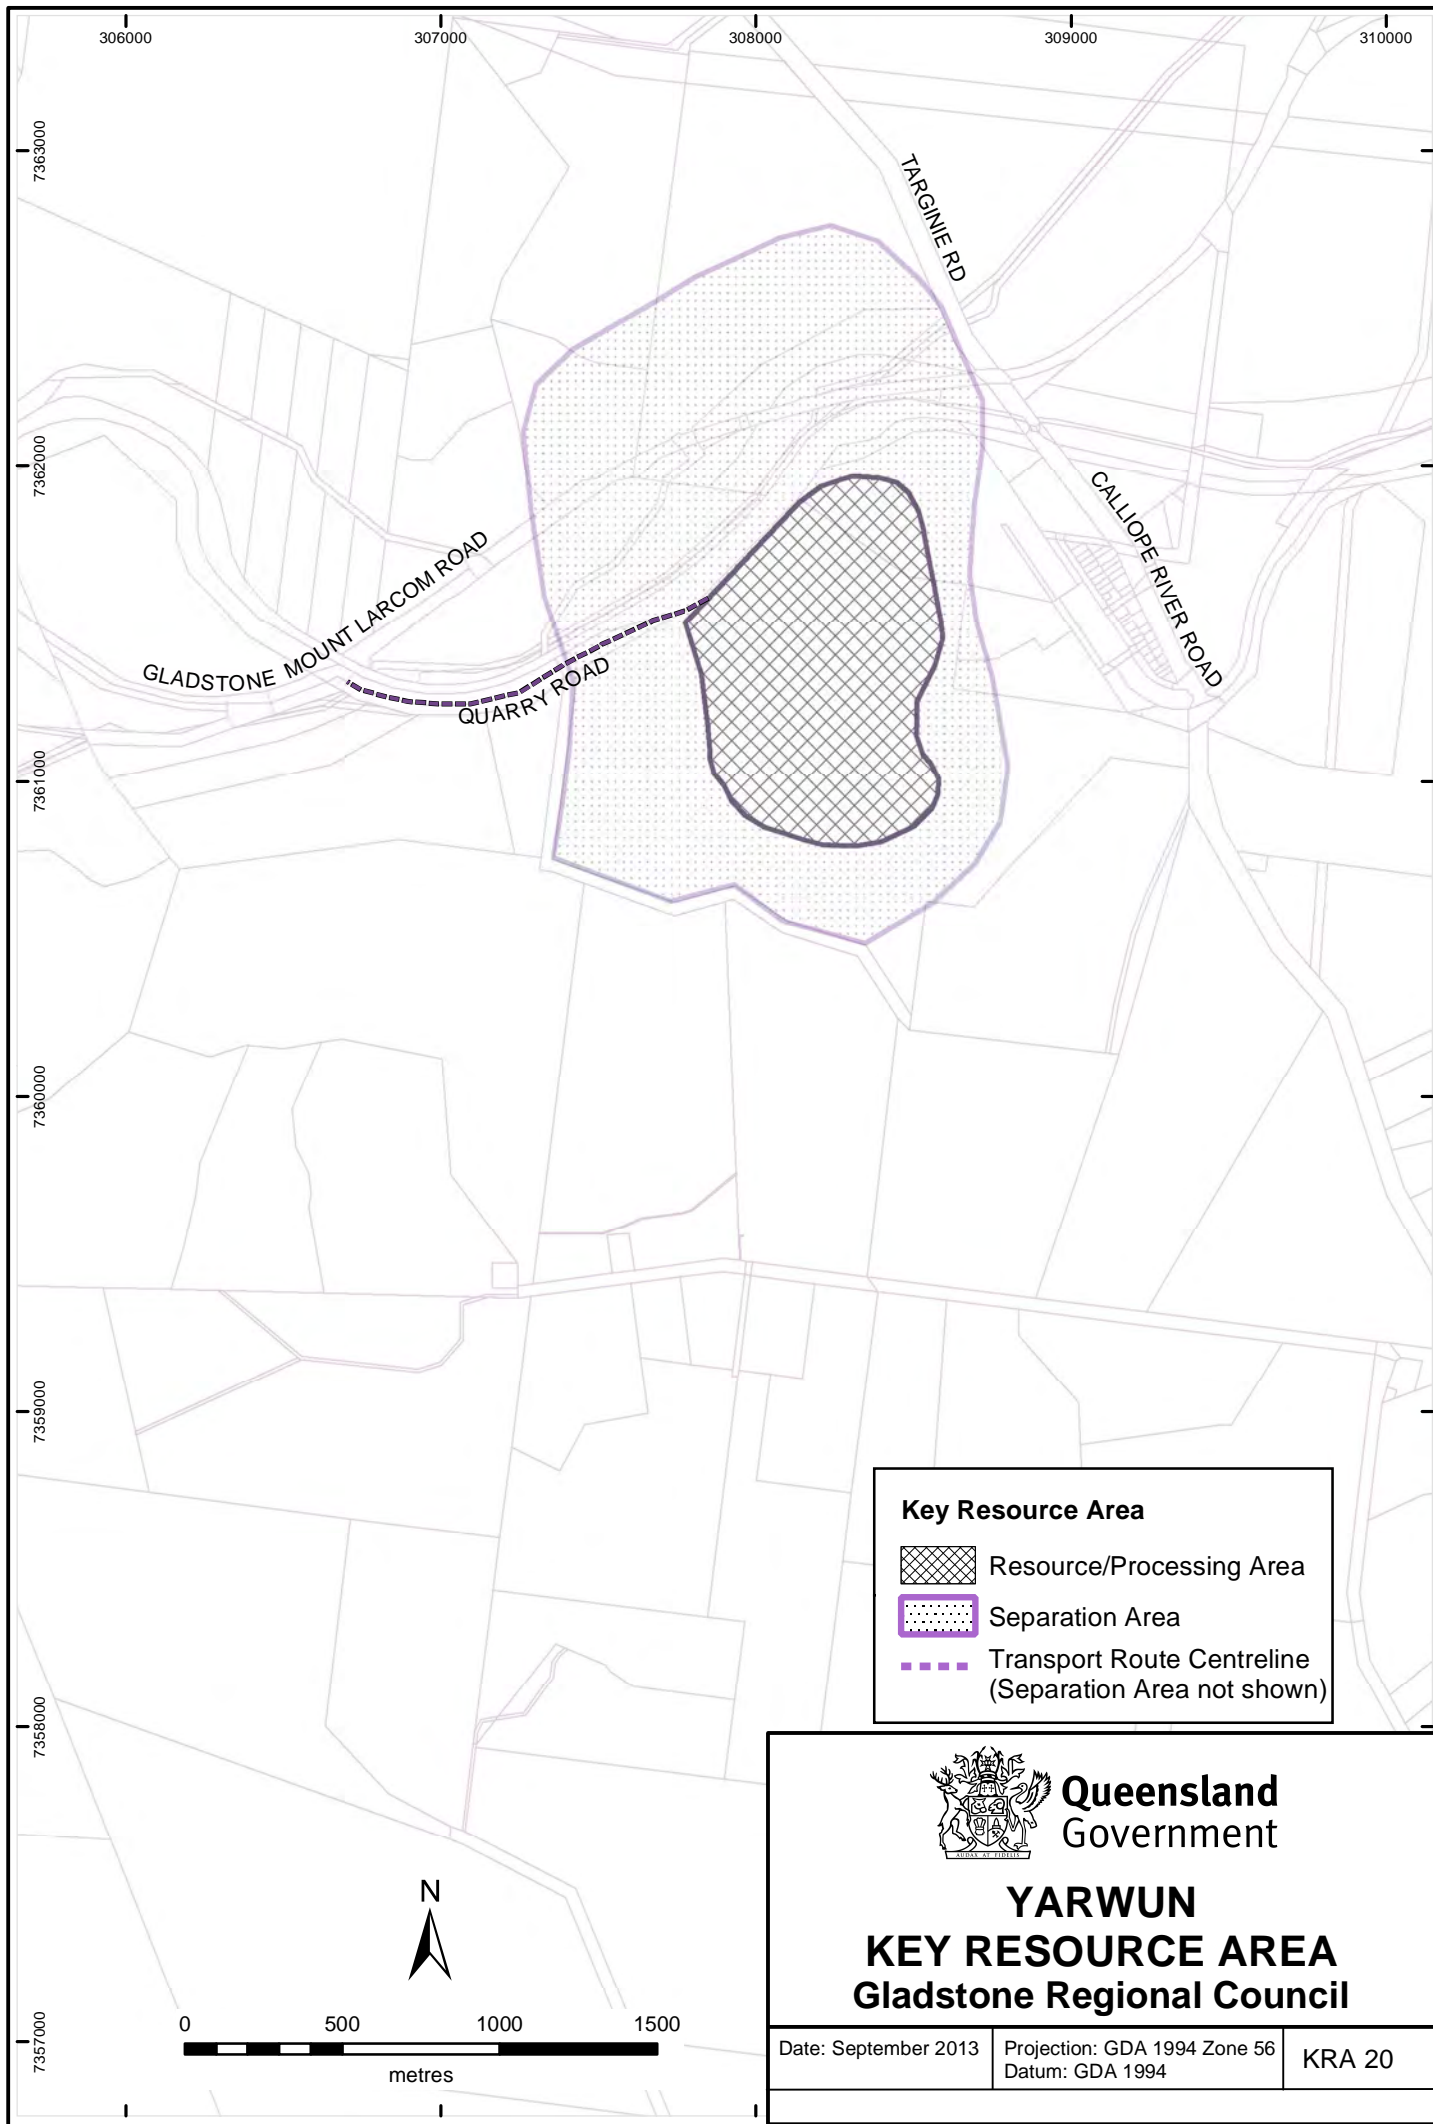 306000
307000
308000
309000
310000
7363000
7362000
7361000
7360000
7359000
7358000
7357000
TARGINIE RD
CALLIOPE RIVER ROAD
GLADSTONE MOUNT LARCOM ROAD
QUARRY ROAD
Key Resource Area
Resource/Processing Area
Separation Area
Transport Route Centreline
(Separation Area not shown)
AUDAX AT FIDELIS
Queensland
Government
YARWUN
KEY RESOURCE AREA
Gladstone Regional Council
Date: September 2013
Projection: GDA 1994 Zone 56
Datum: GDA 1994
KRA 20
N
0 500 1000 1500
metres